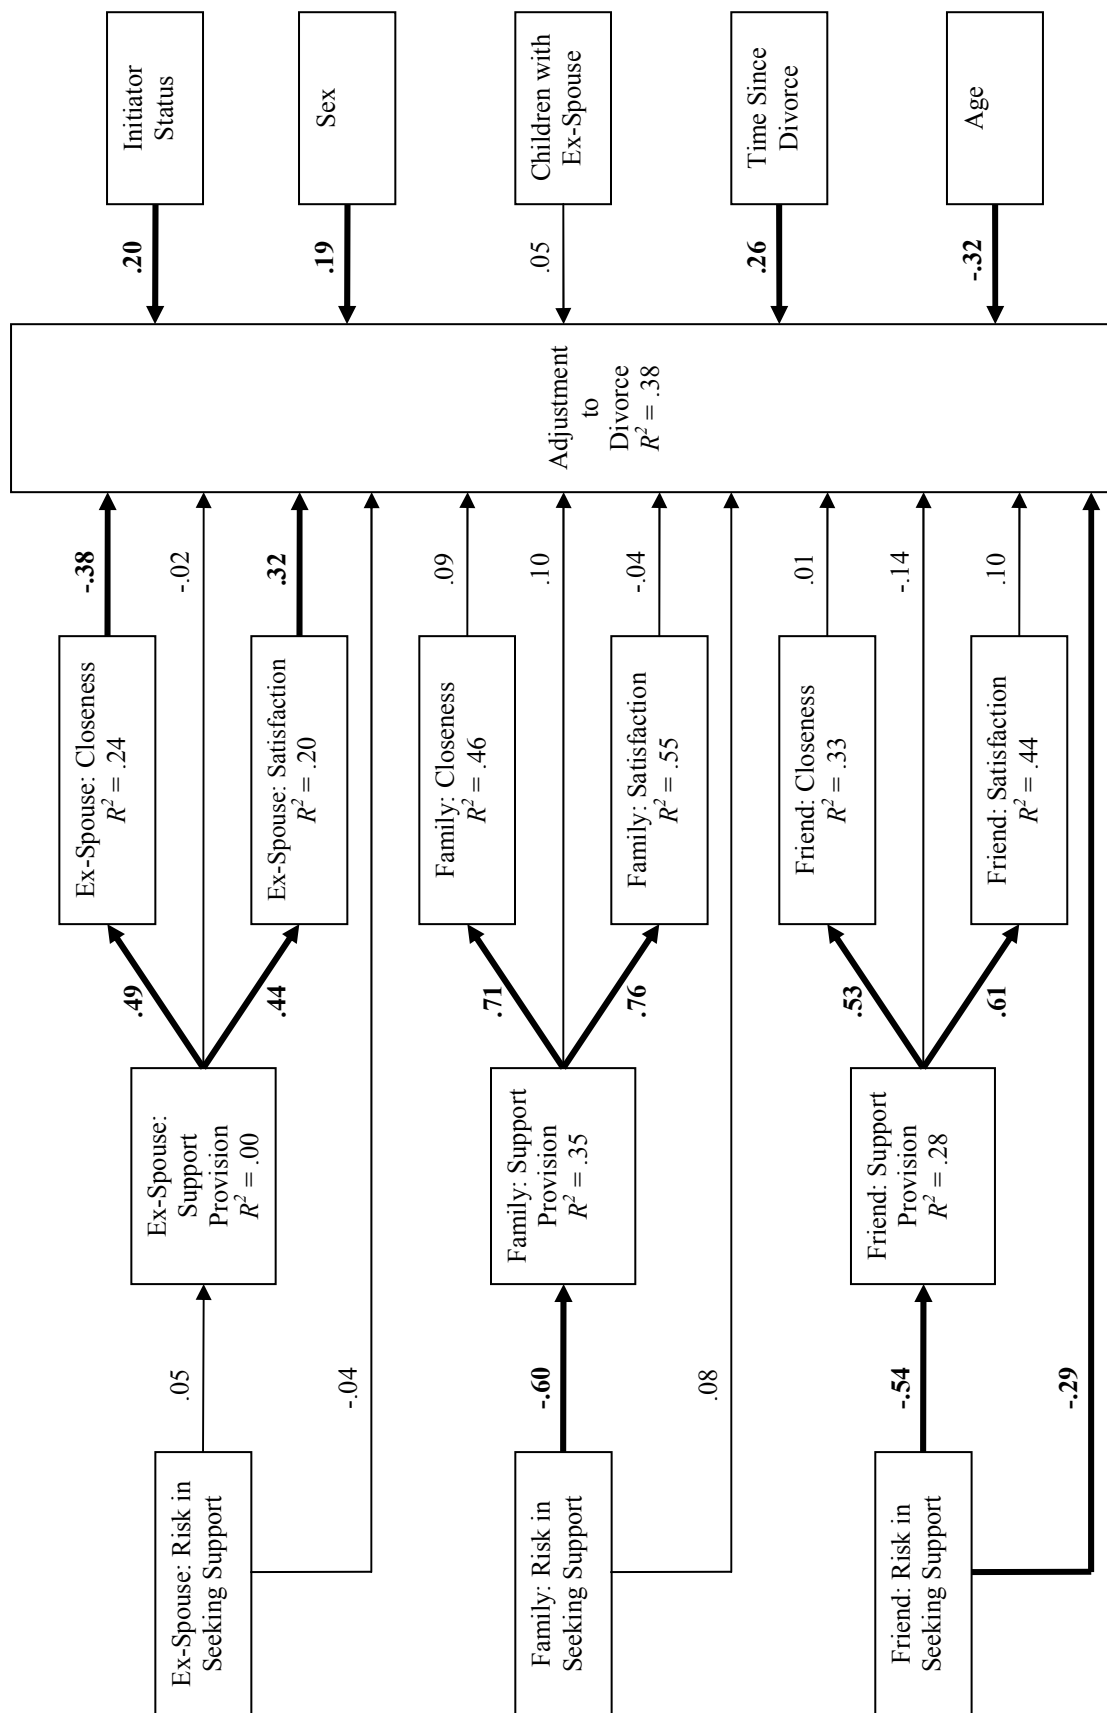 Ex-Spouse: Risk in
Seeking Support
.05
-.04
Ex-Spouse:
Support
Provision
R² = .00
.49
.44
Ex-Spouse: Closeness
R² = .24
Ex-Spouse: Satisfaction
R² = .20
-.38
-.02
.32
Family: Risk in
Seeking Support
-.60
.08
Family: Support
Provision
R² = .35
.71
.76
Family: Closeness
R² = .46
Family: Satisfaction
R² = .55
.09
.10
-.04
Friend: Risk in
Seeking Support
-.54
-.29
Friend: Support
Provision
R² = .28
.53
.61
Friend: Closeness
R² = .33
Friend: Satisfaction
R² = .44
.01
-.14
.10
Adjustment
to
Divorce
R² = .38
.20
.19
.05
.26
-.32
Initiator
Status
Sex
Children with
Ex-Spouse
Time Since
Divorce
Age